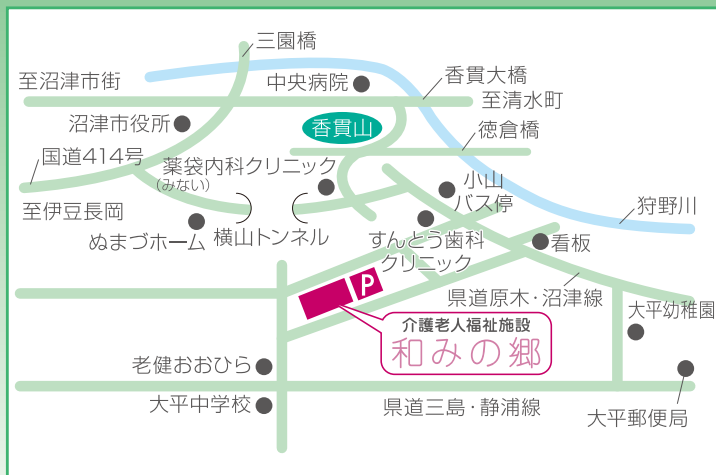 三園橋
至沼津市街
中央病院
香貫大橋
至清水町
沼津市役所
香貫山
徳倉橋
国道414号
薬袋内科クリニック
(みない)
小山
バス停
至伊豆長岡
狩野川
ぬまづホーム
横山トンネル
すんとう歯科
クリニック
看板
P
県道原木・沼津線
大平幼稚園
介護老人福祉施設
和みの郷
老健おおひら
大平中学校
県道三島・静浦線
大平郵便局